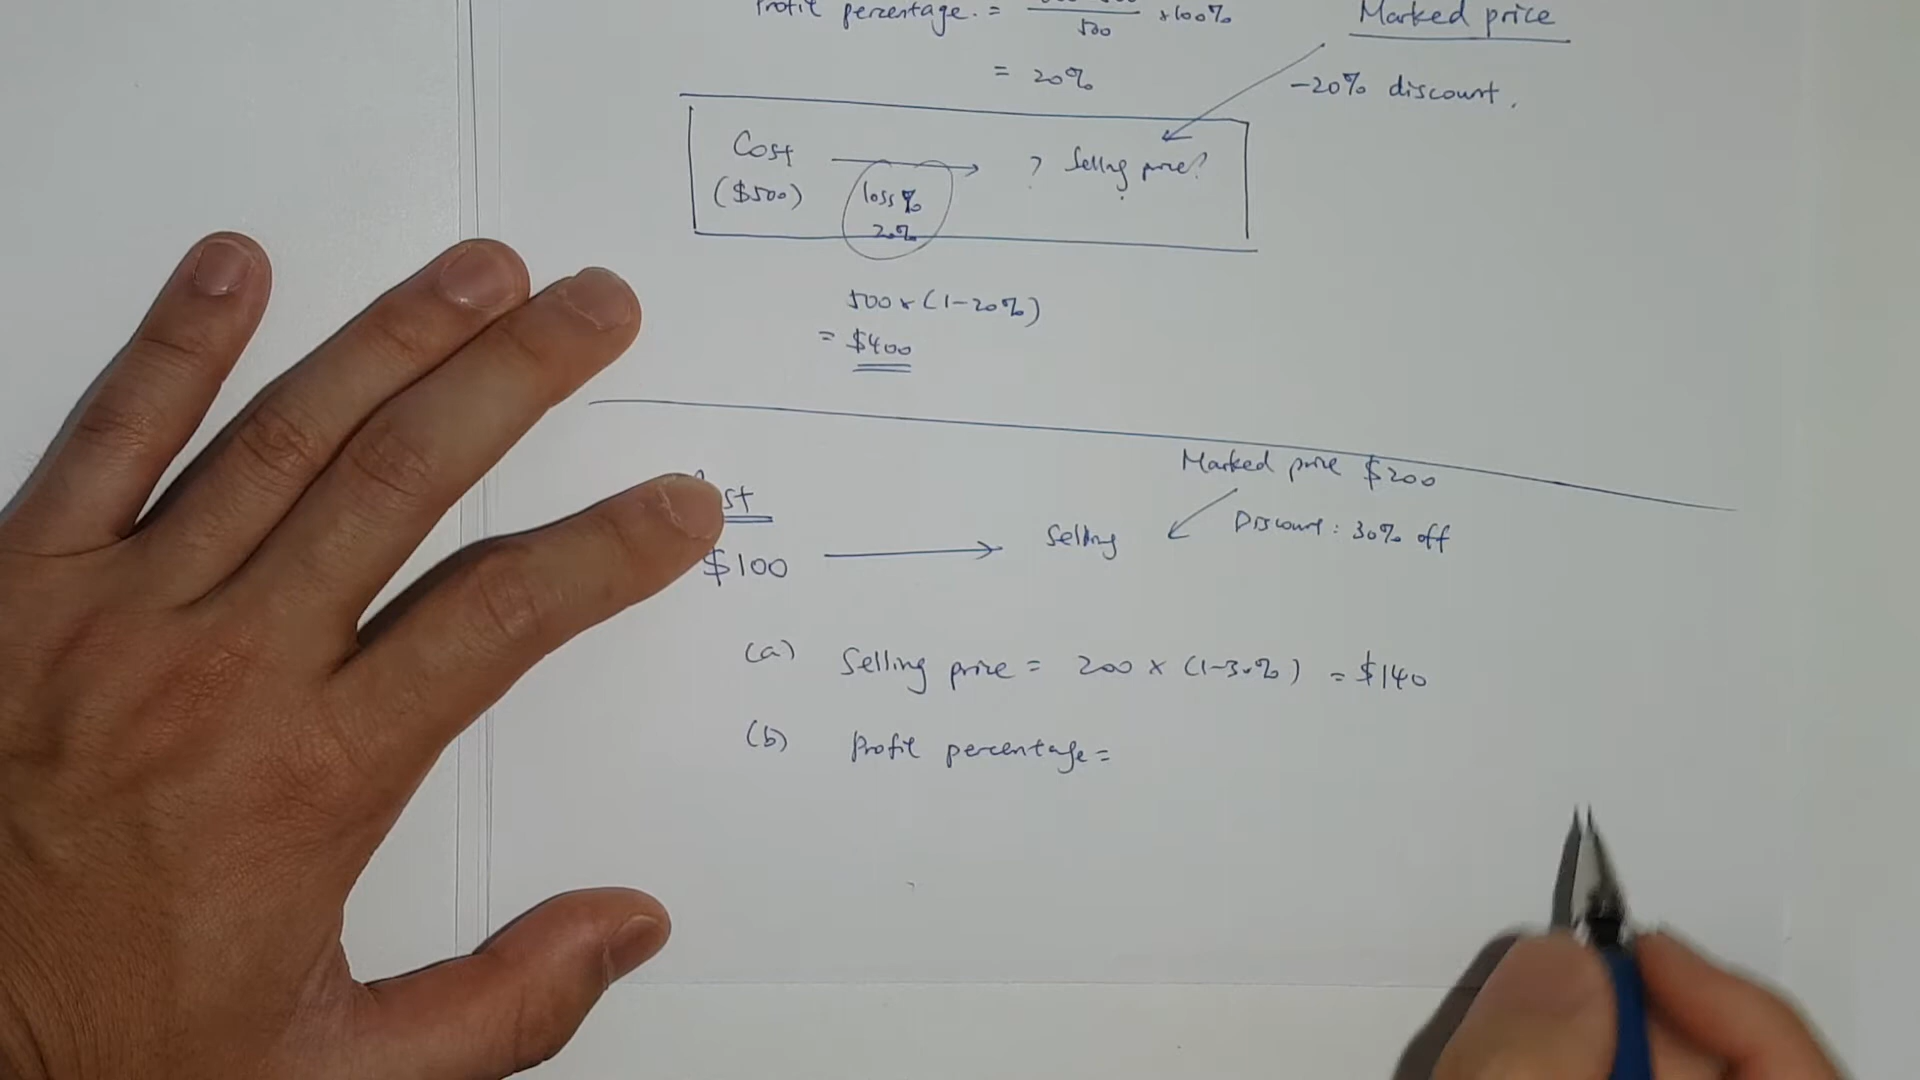 Profit percentage. = /500 ×100%
Marked price
= 20%
-20% discount.
Cost
($500)
loss %
20%
? Selling price?
500 × (1-20%)
= $400
Marked price $200
Discount: 30% off
st
$100
Selling
(a) Selling price = 200 × (1-30%) = $140
(b) Profit percentage =